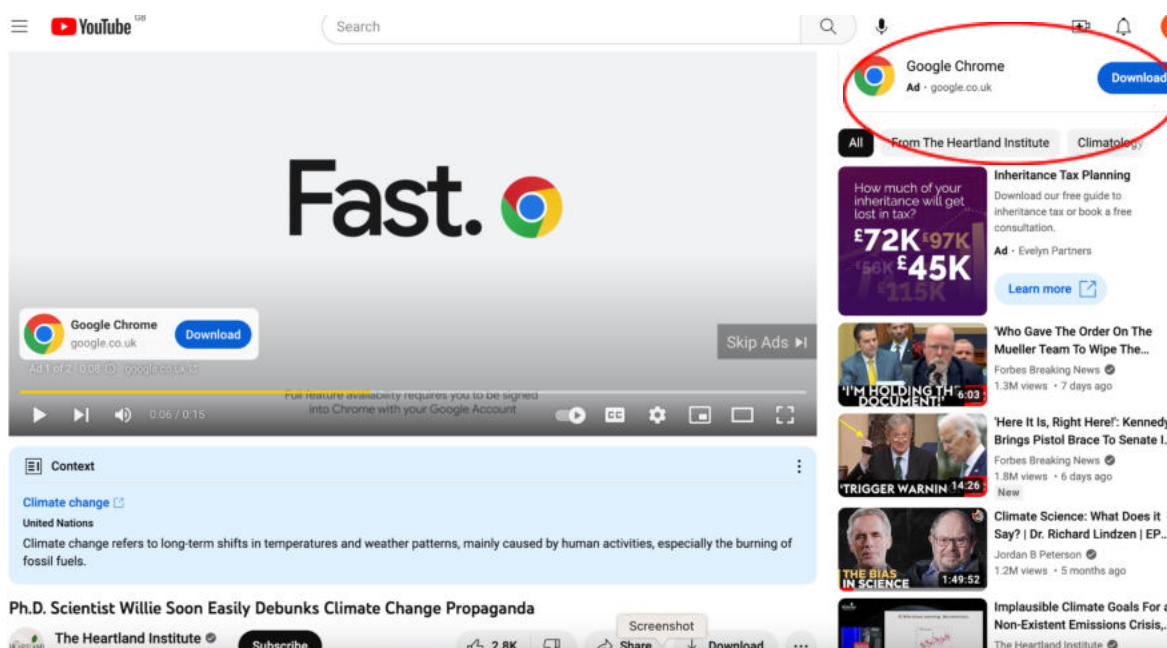 YouTube GB
Search
Fast.
Google Chrome
google.co.uk
Download
Skip Ads
Ad 1 of 2 · 0:08 google.co.uk
Full feature availability requires you to be signed
into Chrome with your Google Account
0:06 / 0:15
CC
Context
Climate change
United Nations
Climate change refers to long-term shifts in temperatures and weather patterns, mainly caused by human activities, especially the burning of
fossil fuels.
Ph.D. Scientist Willie Soon Easily Debunks Climate Change Propaganda
The Heartland Institute
Subscribe
2.8K
Share
Download
Screenshot
Google Chrome
Ad · google.co.uk
Download
All
From The Heartland Institute
Climatology
How much of your
inheritance will get
lost in tax?
£72K £97K
£56K £45K
£115K
Inheritance Tax Planning
Download our free guide to
inheritance tax or book a free
consultation.
Ad · Evelyn Partners
Learn more
'I'M HOLDING TH
DOCUMENT!'
6:03
'Who Gave The Order On The
Mueller Team To Wipe The...
Forbes Breaking News
1.3M views · 7 days ago
'TRIGGER WARNIN
14:26
'Here It Is, Right Here!': Kennedy
Brings Pistol Brace To Senate I..
Forbes Breaking News
1.8M views · 6 days ago
New
THE BIAS
IN SCIENCE
1:49:52
Climate Science: What Does it
Say? | Dr. Richard Lindzen | EP..
Jordan B Peterson
1.2M views · 5 months ago
Implausible Climate Goals For a
Non-Existent Emissions Crisis,..
The Heartland Institute